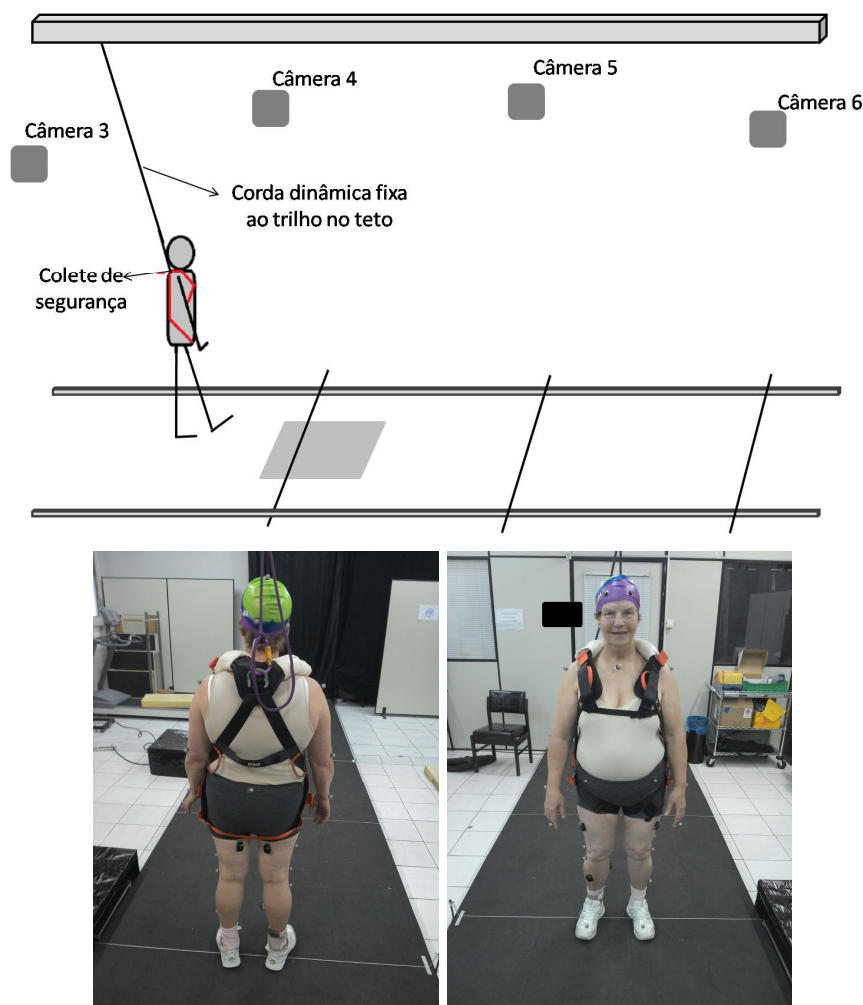 Câmera 4
Câmera 5
Câmera 6
Câmera 3
Corda dinâmica fixa
ao trilho no teto
Colete de
segurança